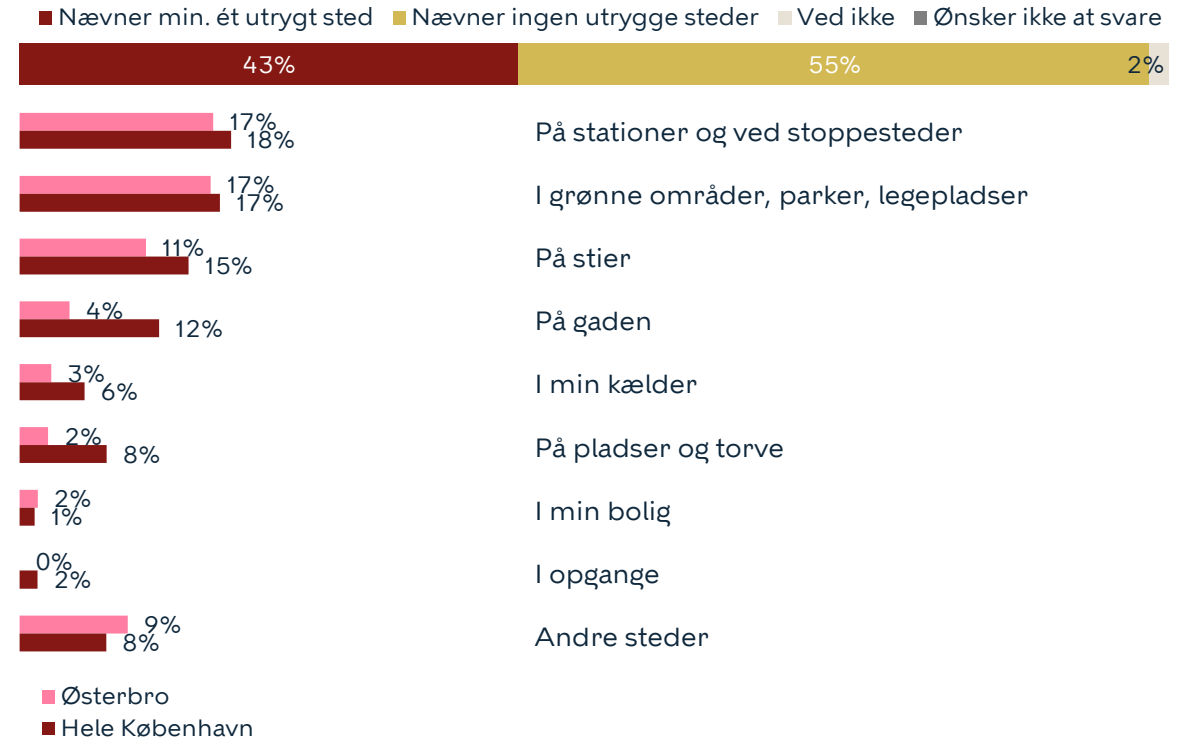 Nævner min. ét utrygt sted Nævner ingen utrygge steder Ved ikke Ønsker ikke at svare
43% 55% 2%
17%
18% På stationer og ved stoppesteder
17%
17% I grønne områder, parker, legepladser
11%
15% På stier
4%
12% På gaden
3%
6% I min kælder
2%
8% På pladser og torve
2%
1% I min bolig
0%
2% I opgange
9%
8% Andre steder
Østerbro
Hele København